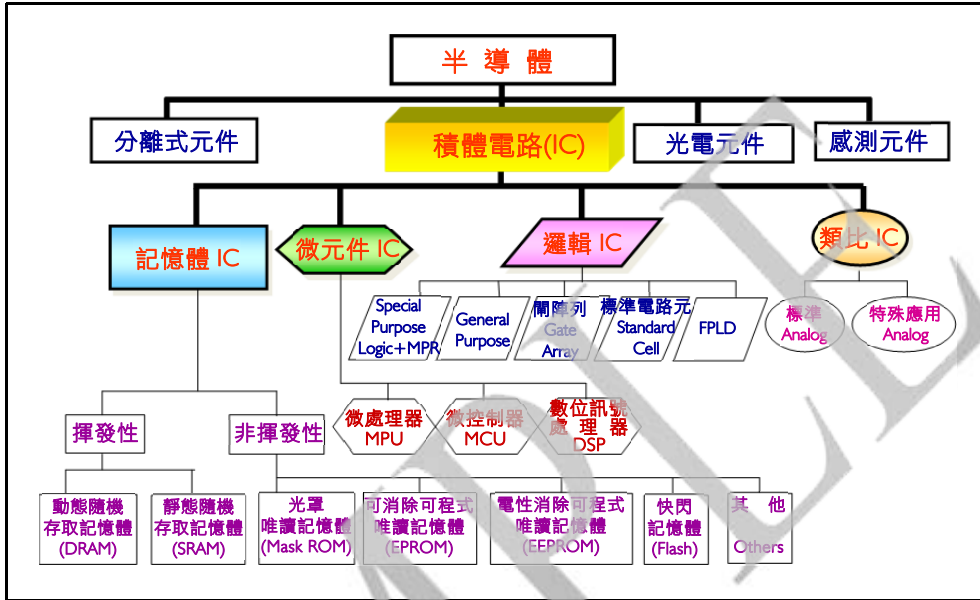 半 導 體
分離式元件
積體電路(IC)
光電元件
感測元件
記憶體 IC
微元件 IC
邏輯 IC
類比 IC
Special
Purpose
Logic+MPR
General
Purpose
閘陣列
Gate
Array
標準電路元
Standard
Cell
FPLD
標準
Analog
特殊應用
Analog
微處理器
MPU
微控制器
MCU
數位訊號
處 理 器
DSP
揮發性
非揮發性
動態隨機
存取記憶體
(DRAM)
靜態隨機
存取記憶體
(SRAM)
光罩
唯讀記憶體
(Mask ROM)
可消除可程式
唯讀記憶體
(EPROM)
電性消除可程式
唯讀記憶體
(EEPROM)
快閃
記憶體
(Flash)
其 他
Others